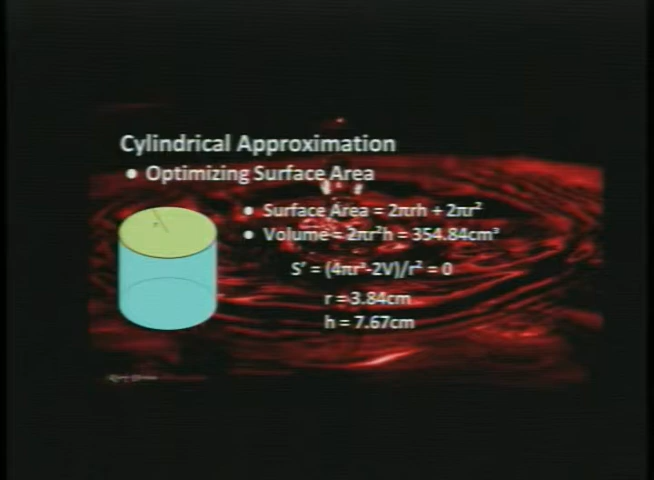 Cylindrical Approximation
• Optimizing Surface Area
• Surface Area = 2πrh + 2πr²
• Volume = 2πr²h = 354.84cm³
S' = (4πr³-2V)/r² = 0
r = 3.84cm
h = 7.67cm
r